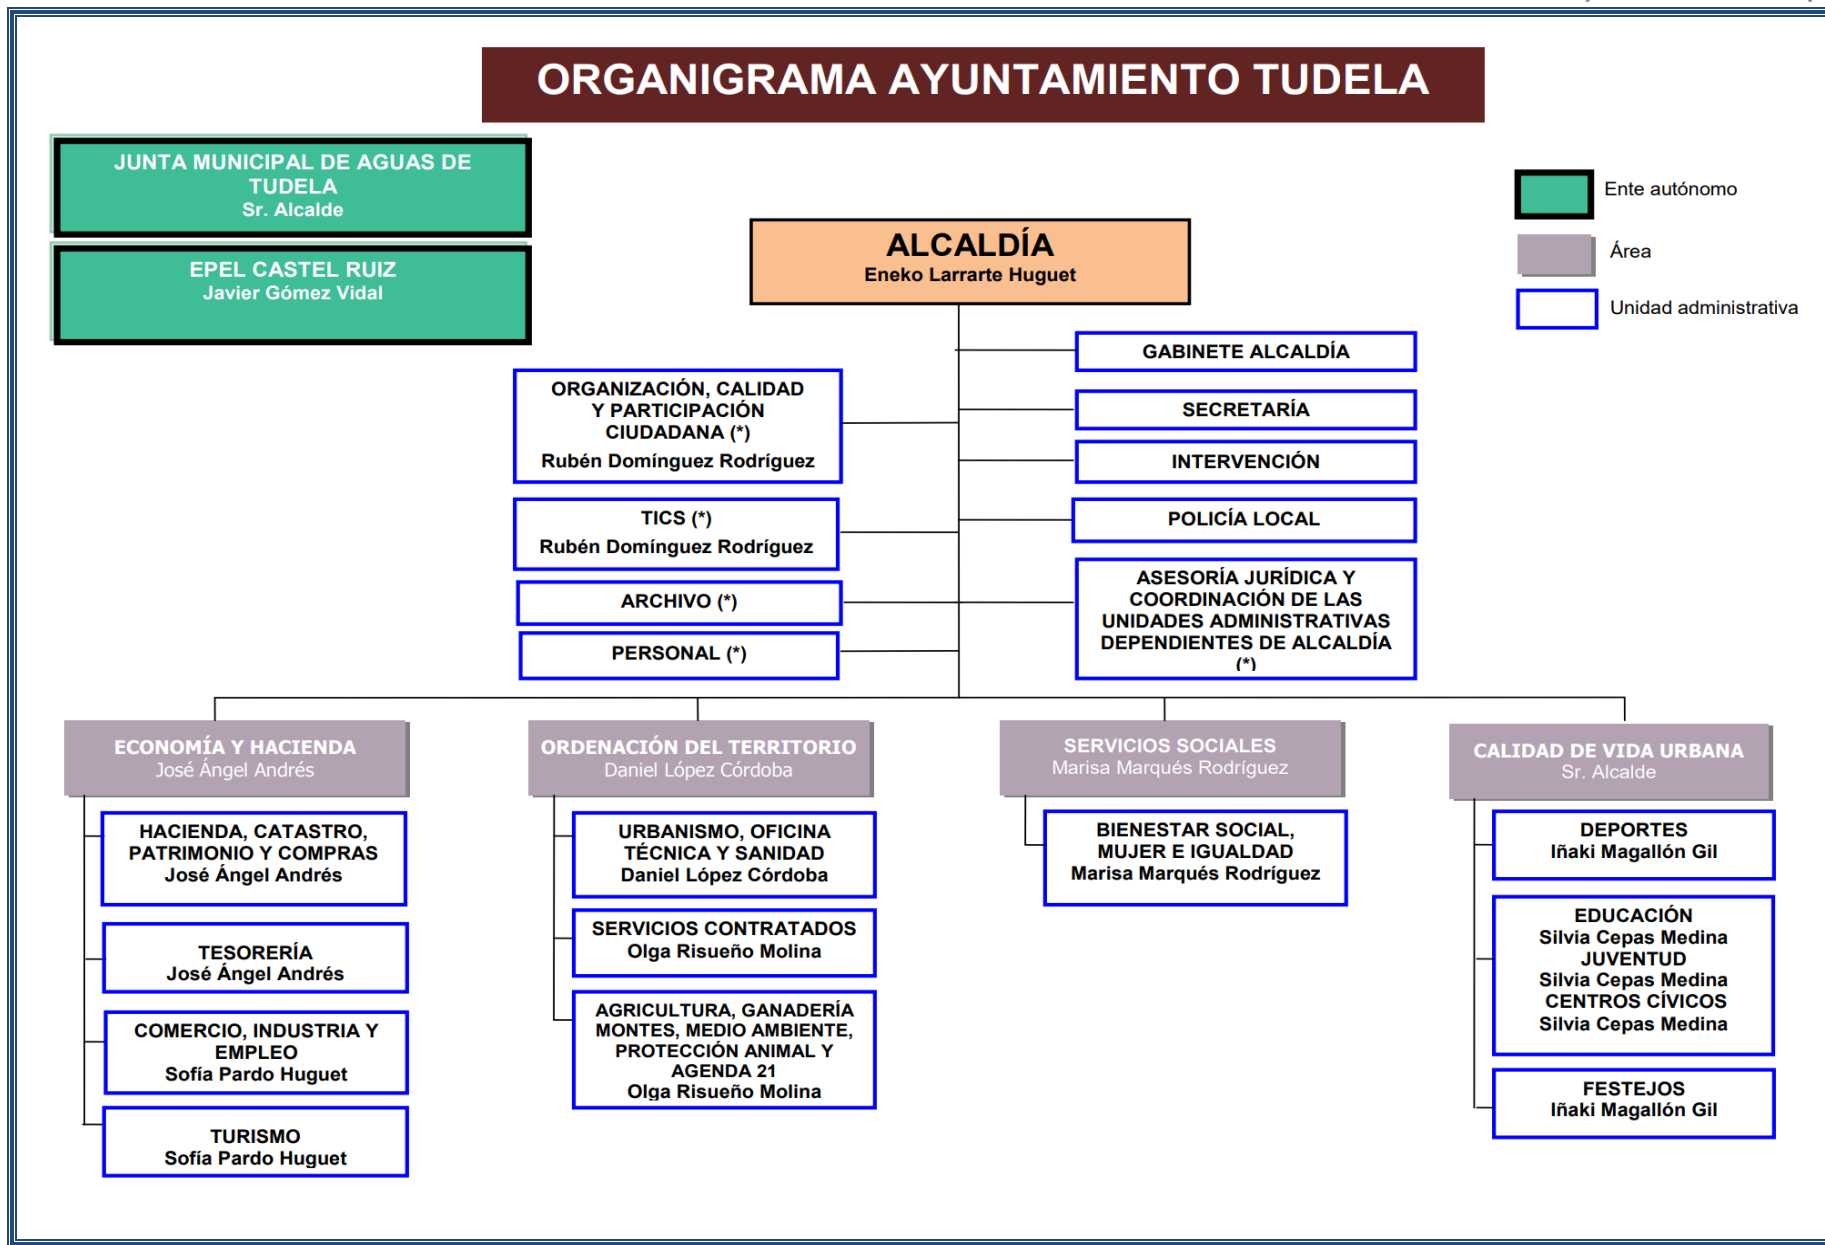 ORGANIGRAMA AYUNTAMIENTO TUDELA
JUNTA MUNICIPAL DE AGUAS DE
TUDELA
Sr. Alcalde
EPEL CASTEL RUIZ
Javier Gómez Vidal
Ente autónomo
Área
Unidad administrativa
ALCALDÍA
Eneko Larrarte Huguet
GABINETE ALCALDÍA
SECRETARÍA
INTERVENCIÓN
POLICÍA LOCAL
ASESORÍA JURÍDICA Y
COORDINACIÓN DE LAS
UNIDADES ADMINISTRATIVAS
DEPENDIENTES DE ALCALDÍA
(*)
ORGANIZACIÓN, CALIDAD
Y PARTICIPACIÓN
CIUDADANA (*)
Rubén Domínguez Rodríguez
TICS (*)
Rubén Domínguez Rodríguez
ARCHIVO (*)
PERSONAL (*)
ECONOMÍA Y HACIENDA
José Ángel Andrés
HACIENDA, CATASTRO,
PATRIMONIO Y COMPRAS
José Ángel Andrés
TESORERÍA
José Ángel Andrés
COMERCIO, INDUSTRIA Y
EMPLEO
Sofía Pardo Huguet
TURISMO
Sofía Pardo Huguet
ORDENACIÓN DEL TERRITORIO
Daniel López Córdoba
URBANISMO, OFICINA
TÉCNICA Y SANIDAD
Daniel López Córdoba
SERVICIOS CONTRATADOS
Olga Risueño Molina
AGRICULTURA, GANADERÍA
MONTES, MEDIO AMBIENTE,
PROTECCIÓN ANIMAL Y
AGENDA 21
Olga Risueño Molina
SERVICIOS SOCIALES
Marisa Marqués Rodríguez
BIENESTAR SOCIAL,
MUJER E IGUALDAD
Marisa Marqués Rodríguez
CALIDAD DE VIDA URBANA
Sr. Alcalde
DEPORTES
Iñaki Magallón Gil
EDUCACIÓN
Silvia Cepas Medina
JUVENTUD
Silvia Cepas Medina
CENTROS CÍVICOS
Silvia Cepas Medina
FESTEJOS
Iñaki Magallón Gil